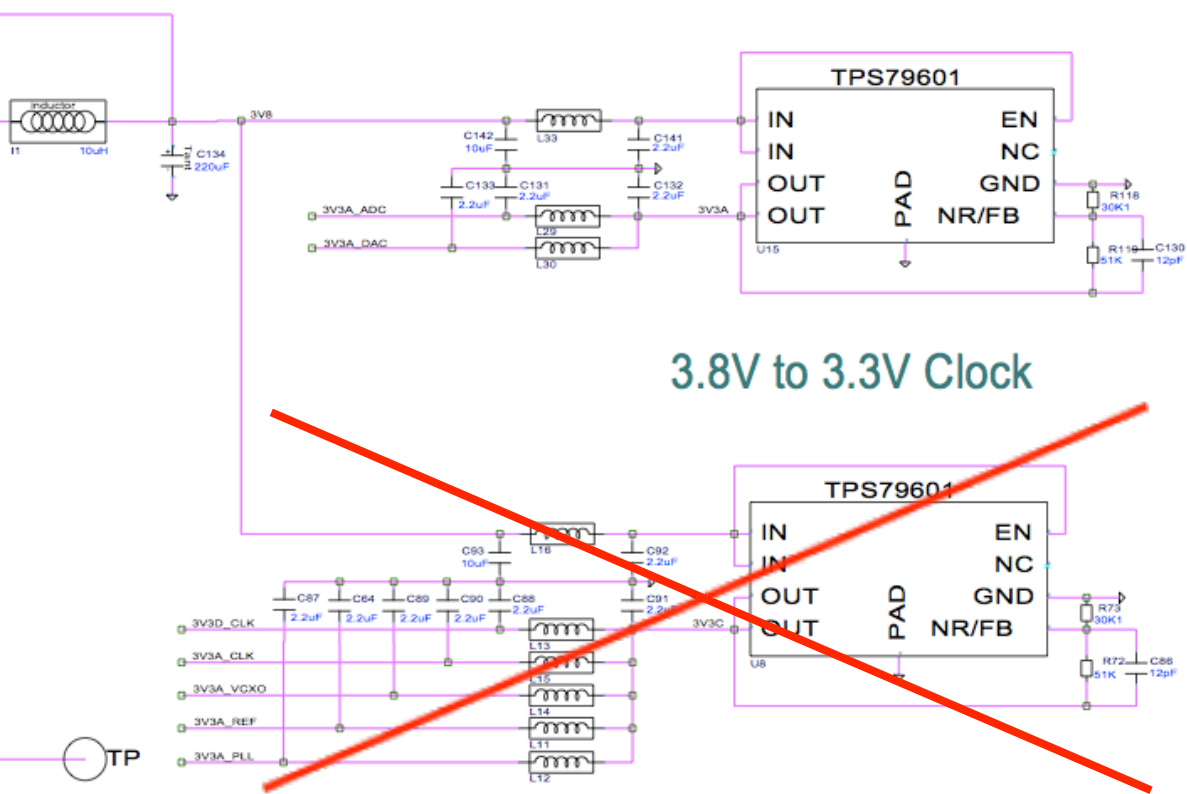 TPS79601
Inductor
I1
10uH
3V8
Tant
C134
220uF
L33
C142
10uF
C141
2.2uF
C133
2.2uF
C131
2.2uF
C132
2.2uF
3V3A_ADC
L29
3V3A_DAC
L30
3V3A
IN
IN
OUT
OUT
PAD
EN
NC
GND
NR/FB
U15
R118
30K1
R119
51K
C130
12pF
3.8V to 3.3V Clock
TPS79601
L16
C93
10uF
C92
2.2uF
C87
2.2uF
C64
2.2uF
C89
2.2uF
C90
2.2uF
C88
2.2uF
C91
2.2uF
3V3D_CLK
L13
3V3A_CLK
L15
3V3A_VCXO
L14
3V3A_REF
L11
3V3A_PLL
L12
3V3C
IN
IN
OUT
OUT
PAD
EN
NC
GND
NR/FB
U8
R73
30K1
R72
51K
C86
12pF
TP